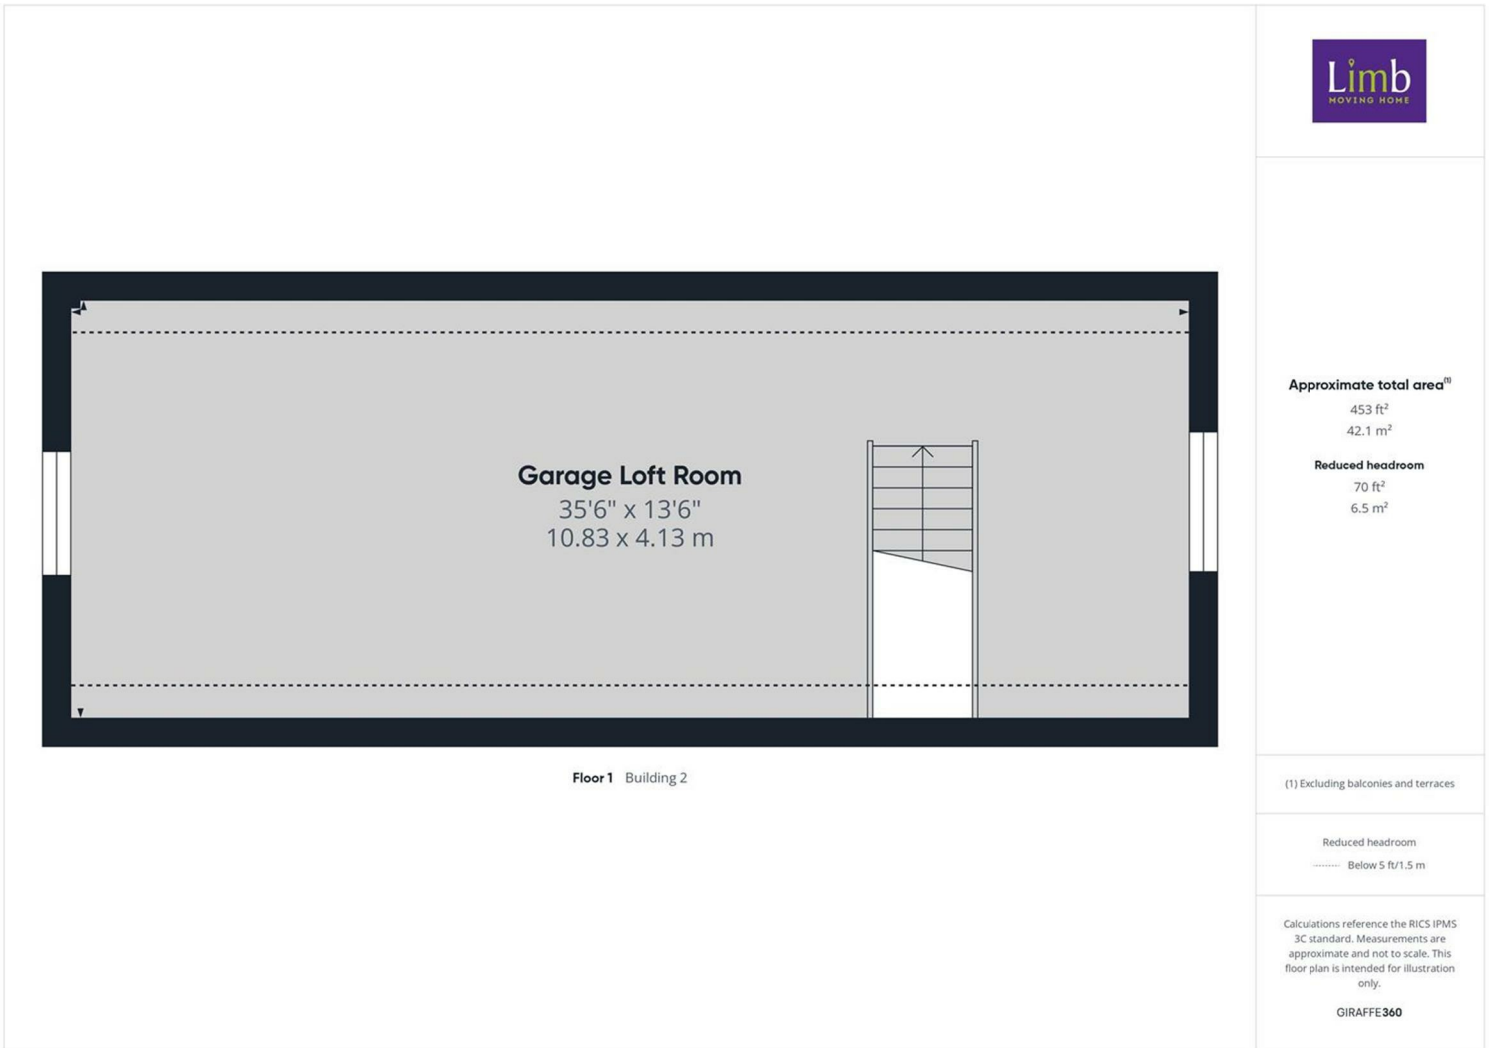 Limb
MOVING HOME
Garage Loft Room
35'6" x 13'6"
10.83 x 4.13 m
Floor 1 Building 2
Approximate total area(1)
453 ft²
42.1 m²
Reduced headroom
70 ft²
6.5 m²
(1) Excluding balconies and terraces
Reduced headroom
Below 5 ft/1.5 m
Calculations reference the RICS IPMS
3C standard. Measurements are
approximate and not to scale. This
floor plan is intended for illustration
only.
GIRAFFE360